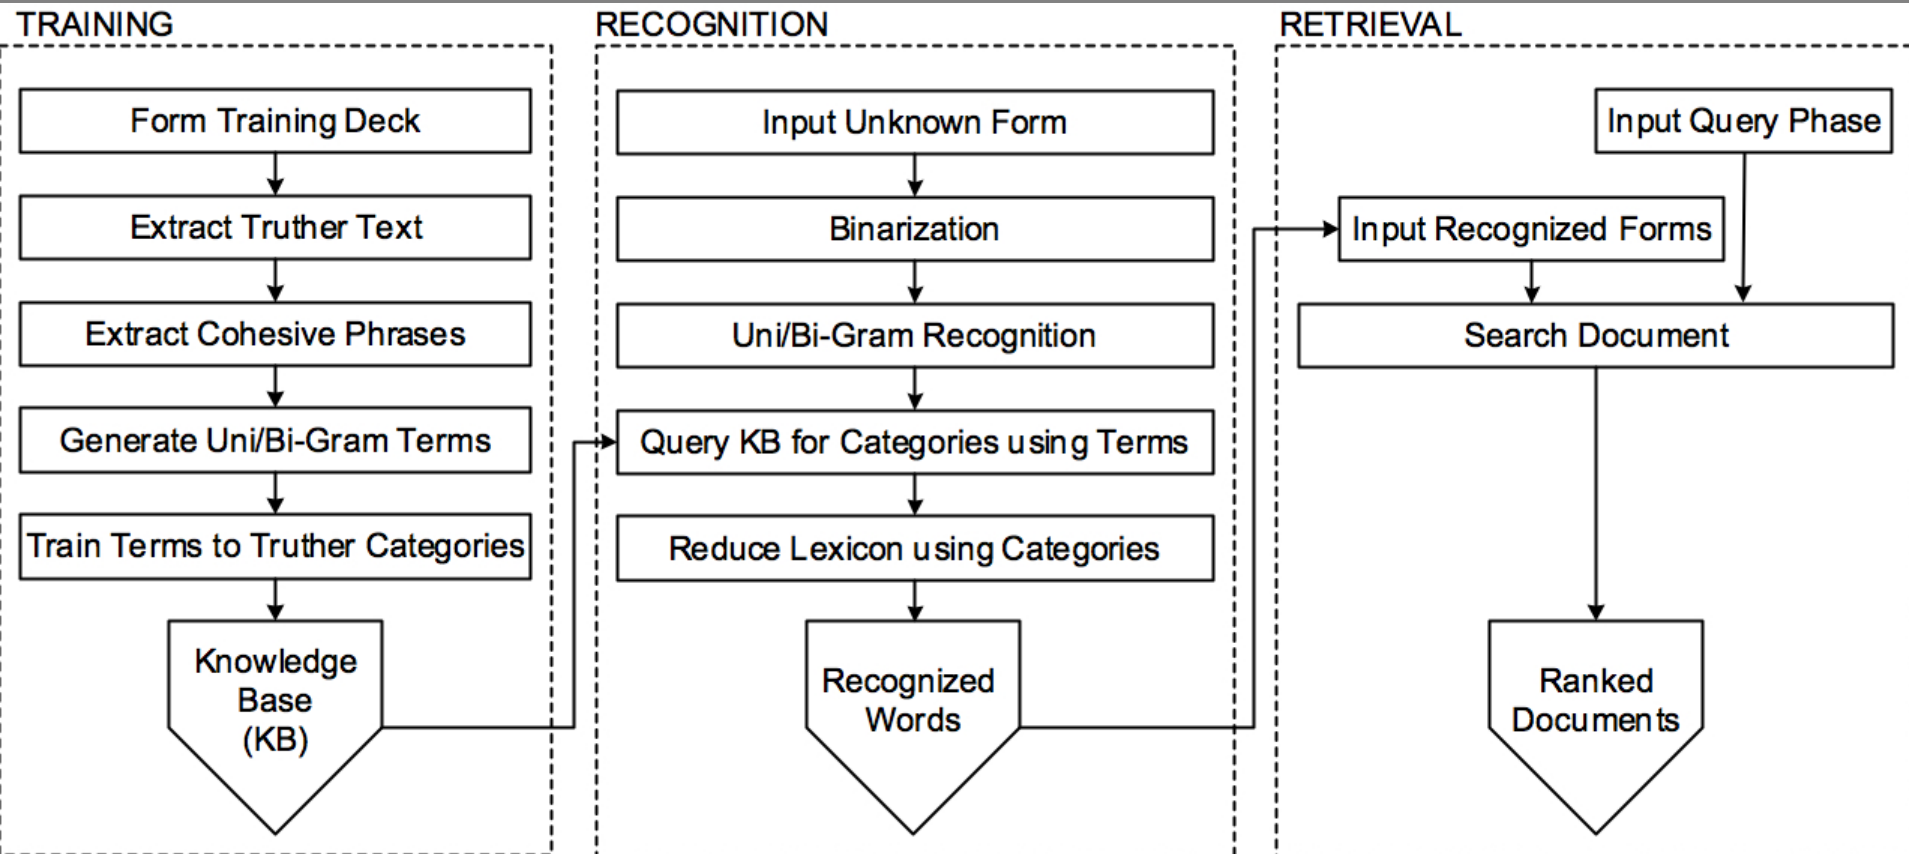 TRAINING
Form Training Deck
Extract Truther Text
Extract Cohesive Phrases
Generate Uni/Bi-Gram Terms
Train Terms to Truther Categories
Knowledge
Base
(KB)
RECOGNITION
Input Unknown Form
Binarization
Uni/Bi-Gram Recognition
Query KB for Categories using Terms
Reduce Lexicon using Categories
Recognized
Words
RETRIEVAL
Input Query Phase
Input Recognized Forms
Search Document
Ranked
Documents